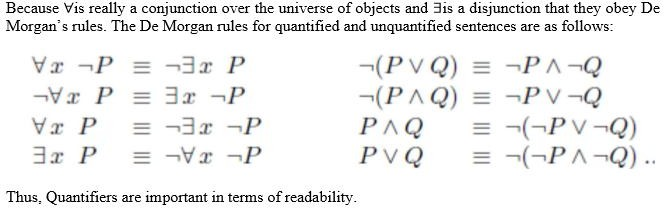 Because ∀is really a conjunction over the universe of objects and ∃is a disjunction that they obey De
Morgan's rules. The De Morgan rules for quantified and unquantified sentences are as follows:
∀x ¬P ≡ ¬∃x P    ¬(P ∨ Q) ≡ ¬P ∧ ¬Q
¬∀x P ≡ ∃x ¬P    ¬(P ∧ Q) ≡ ¬P ∨ ¬Q
∀x P ≡ ¬∃x ¬P    P ∧ Q ≡ ¬(¬P ∨ ¬Q)
∃x P ≡ ¬∀x ¬P    P ∨ Q ≡ ¬(¬P ∧ ¬Q) ..
Thus, Quantifiers are important in terms of readability.